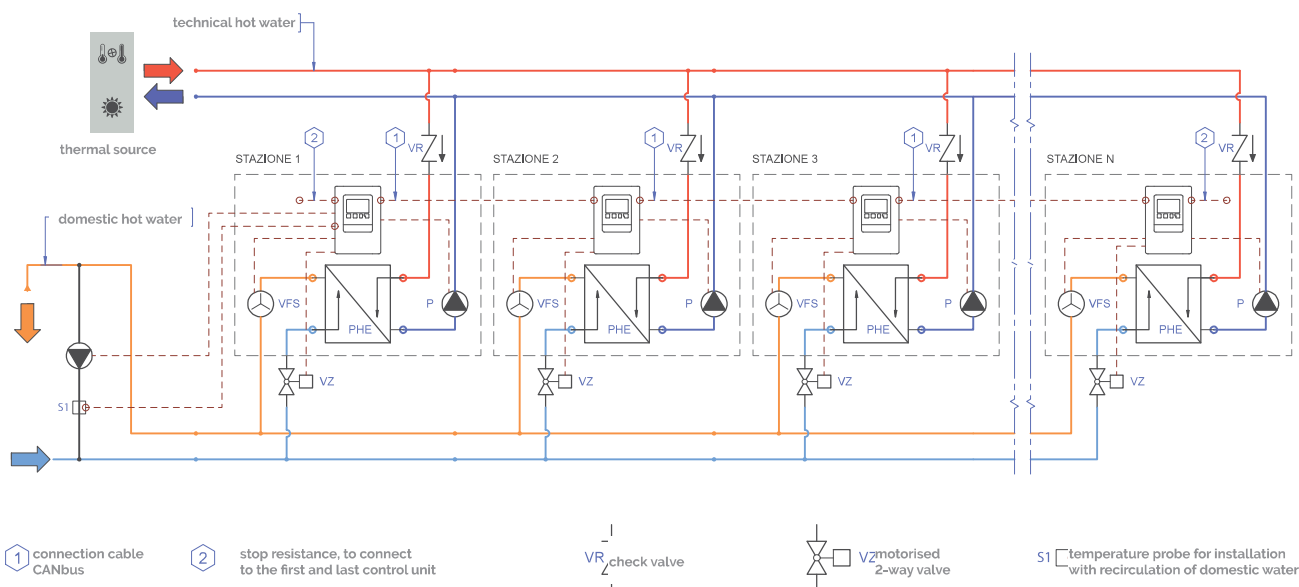 technical hot water
thermal source
2
1
VR
1
VR
1
VR
2
VR
STAZIONE 1
STAZIONE 2
STAZIONE 3
STAZIONE N
domestic hot water
VFS
PHE
P
VFS
PHE
P
VFS
PHE
P
VFS
PHE
P
VZ
VZ
VZ
VZ
S1
1 connection cable
CANbus
2 stop resistance, to connect
to the first and last control unit
VR check valve
VZ motorised
2-way valve
S1 temperature probe for installation
with recirculation of domestic water